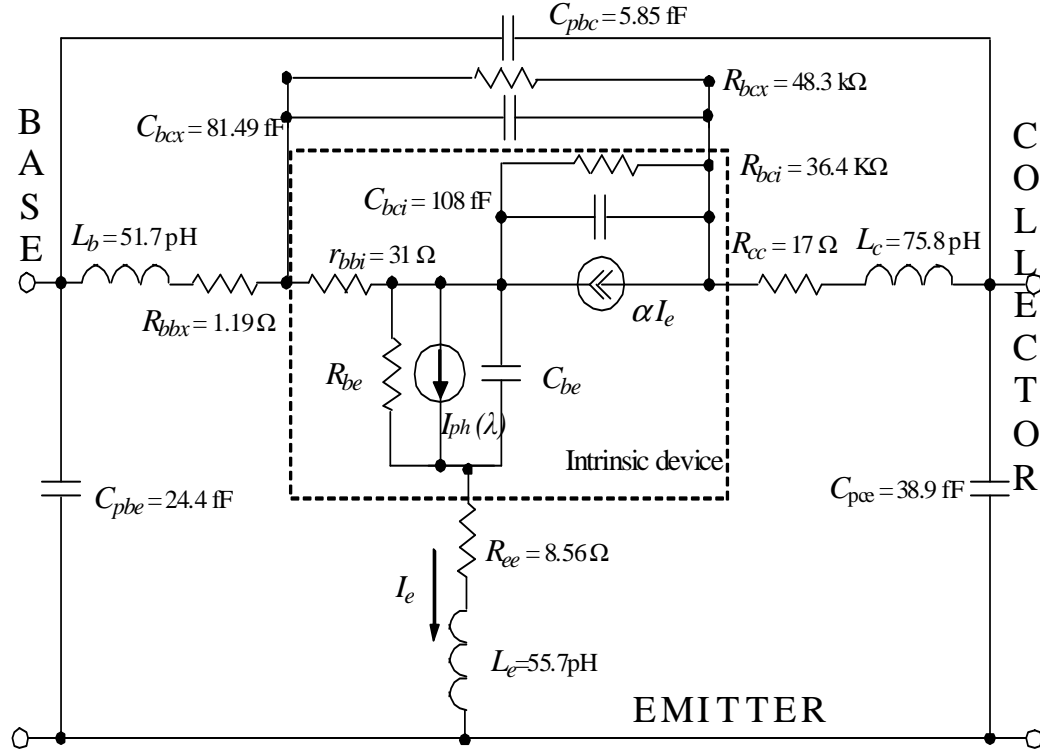 C_pbc = 5.85 fF
R_bcx = 48.3 kΩ
C_bcx = 81.49 fF
BASE
COLLECTOR
R_bci = 36.4 KΩ
C_bci = 108 fF
L_b = 51.7 pH
r_bbi = 31 Ω
R_cc = 17 Ω
L_c = 75.8 pH
R_bbx = 1.19 Ω
αI_e
R_be
C_be
I_ph (λ)
Intrinsic device
C_pbe = 24.4 fF
C_pce = 38.9 fF
R_ee = 8.56 Ω
I_e
L_e=55.7pH
EMITTER